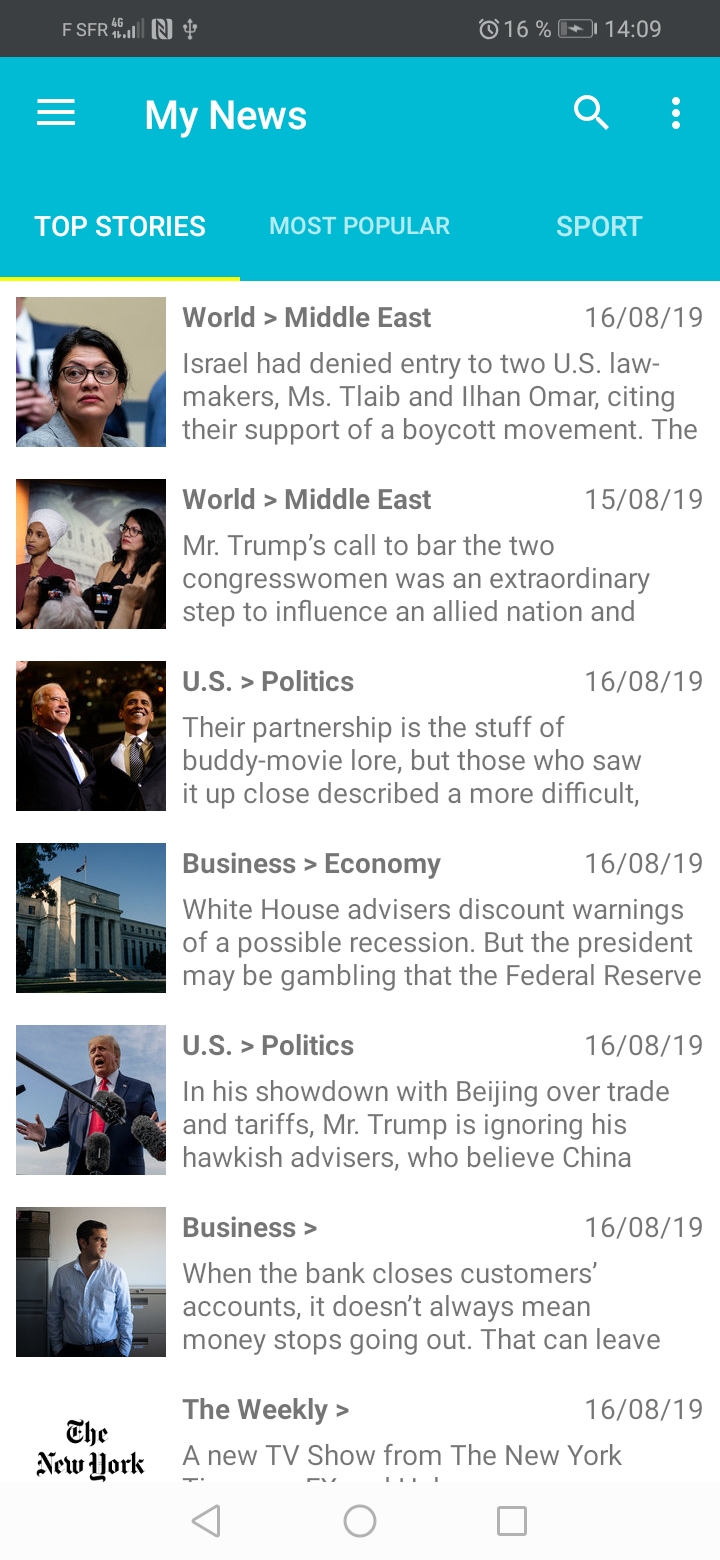 F SFR 4G 16 % 14:09
My News
TOP STORIES MOST POPULAR SPORT
World > Middle East 16/08/19
Israel had denied entry to two U.S. law-
makers, Ms. Tlaib and Ilhan Omar, citing
their support of a boycott movement. The
World > Middle East 15/08/19
Mr. Trump’s call to bar the two
congresswomen was an extraordinary
step to influence an allied nation and
U.S. > Politics 16/08/19
Their partnership is the stuff of
buddy-movie lore, but those who saw
it up close described a more difficult,
Business > Economy 16/08/19
White House advisers discount warnings
of a possible recession. But the president
may be gambling that the Federal Reserve
U.S. > Politics 16/08/19
In his showdown with Beijing over trade
and tariffs, Mr. Trump is ignoring his
hawkish advisers, who believe China
Business > 16/08/19
When the bank closes customers’
accounts, it doesn’t always mean
money stops going out. That can leave
The Weekly > 16/08/19
The
New York
A new TV Show from The New York